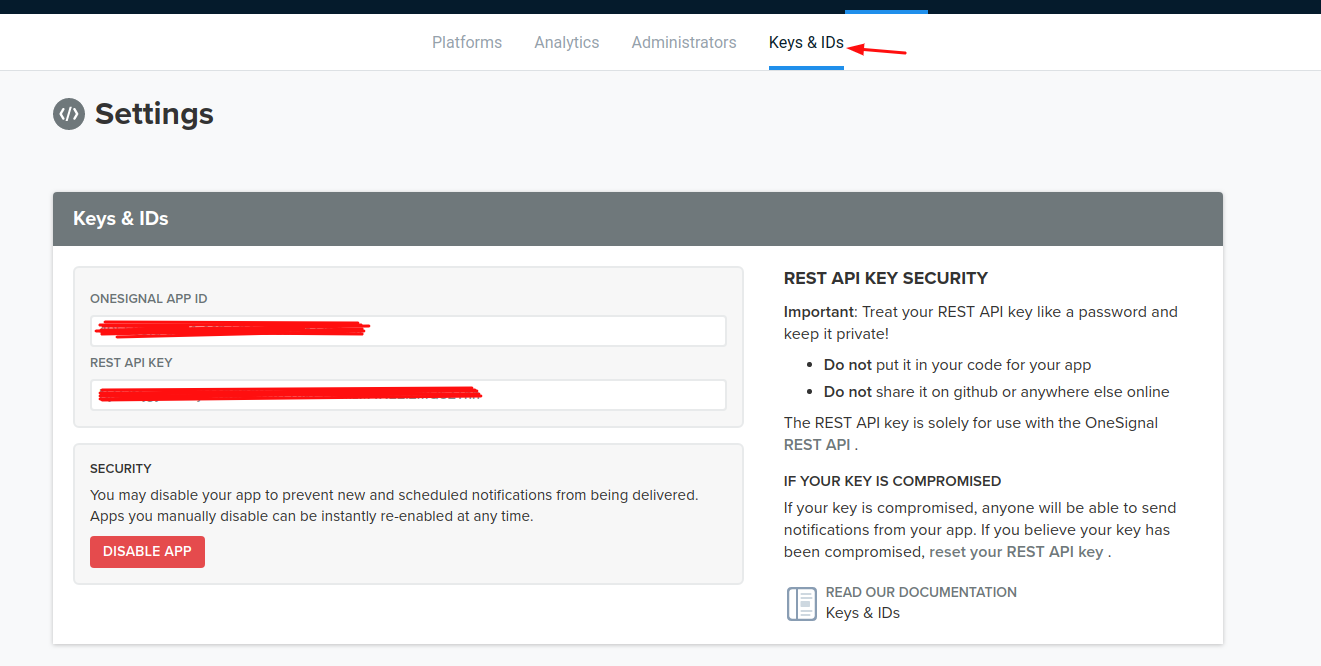 Platforms Analytics Administrators Keys & IDs
Settings
Keys & IDs
ONESIGNAL APP ID
REST API KEY
SECURITY
You may disable your app to prevent new and scheduled notifications from being delivered.
Apps you manually disable can be instantly re-enabled at any time.
DISABLE APP
REST API KEY SECURITY
Important: Treat your REST API key like a password and
keep it private!
Do not put it in your code for your app
Do not share it on github or anywhere else online
The REST API key is solely for use with the OneSignal
REST API .
IF YOUR KEY IS COMPROMISED
If your key is compromised, anyone will be able to send
notifications from your app. If you believe your key has
been compromised, reset your REST API key .
READ OUR DOCUMENTATION
Keys & IDs